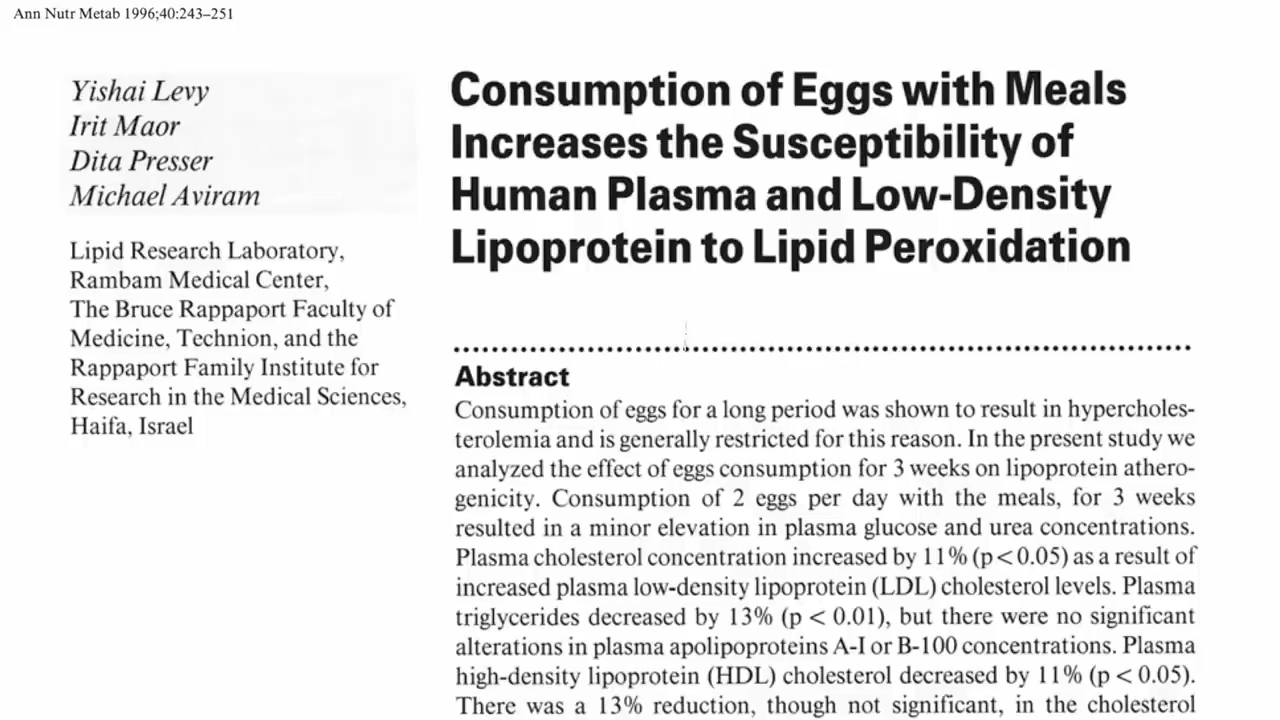 Ann Nutr Metab 1996;40:243–251
Yishai Levy
Irit Maor
Dita Presser
Michael Aviram
Lipid Research Laboratory,
Rambam Medical Center,
The Bruce Rappaport Faculty of
Medicine, Technion, and the
Rappaport Family Institute for
Research in the Medical Sciences,
Haifa, Israel
Consumption of Eggs with Meals
Increases the Susceptibility of
Human Plasma and Low-Density
Lipoprotein to Lipid Peroxidation
Abstract
Consumption of eggs for a long period was shown to result in hypercholes-
terolemia and is generally restricted for this reason. In the present study we
analyzed the effect of eggs consumption for 3 weeks on lipoprotein athero-
genicity. Consumption of 2 eggs per day with the meals, for 3 weeks
resulted in a minor elevation in plasma glucose and urea concentrations.
Plasma cholesterol concentration increased by 11% (p<0.05) as a result of
increased plasma low-density lipoprotein (LDL) cholesterol levels. Plasma
triglycerides decreased by 13% (p < 0.01), but there were no significant
alterations in plasma apolipoproteins A-I or B-100 concentrations. Plasma
high-density lipoprotein (HDL) cholesterol decreased by 11% (p < 0.05).
There was a 13% reduction, though not significant, in the cholesterol